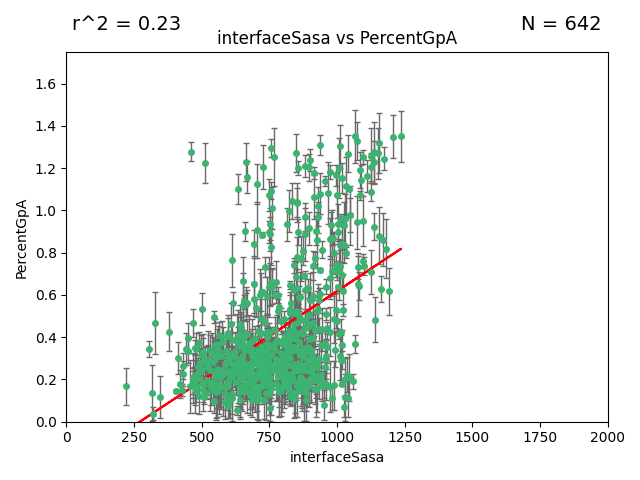 r^2 = 0.23
N = 642
interfaceSasa vs PercentGpA
PercentGpA
1.6
1.4
1.2
1.0
0.8
0.6
0.4
0.2
0.0
0 250 500 750 1000 1250 1500 1750 2000
interfaceSasa